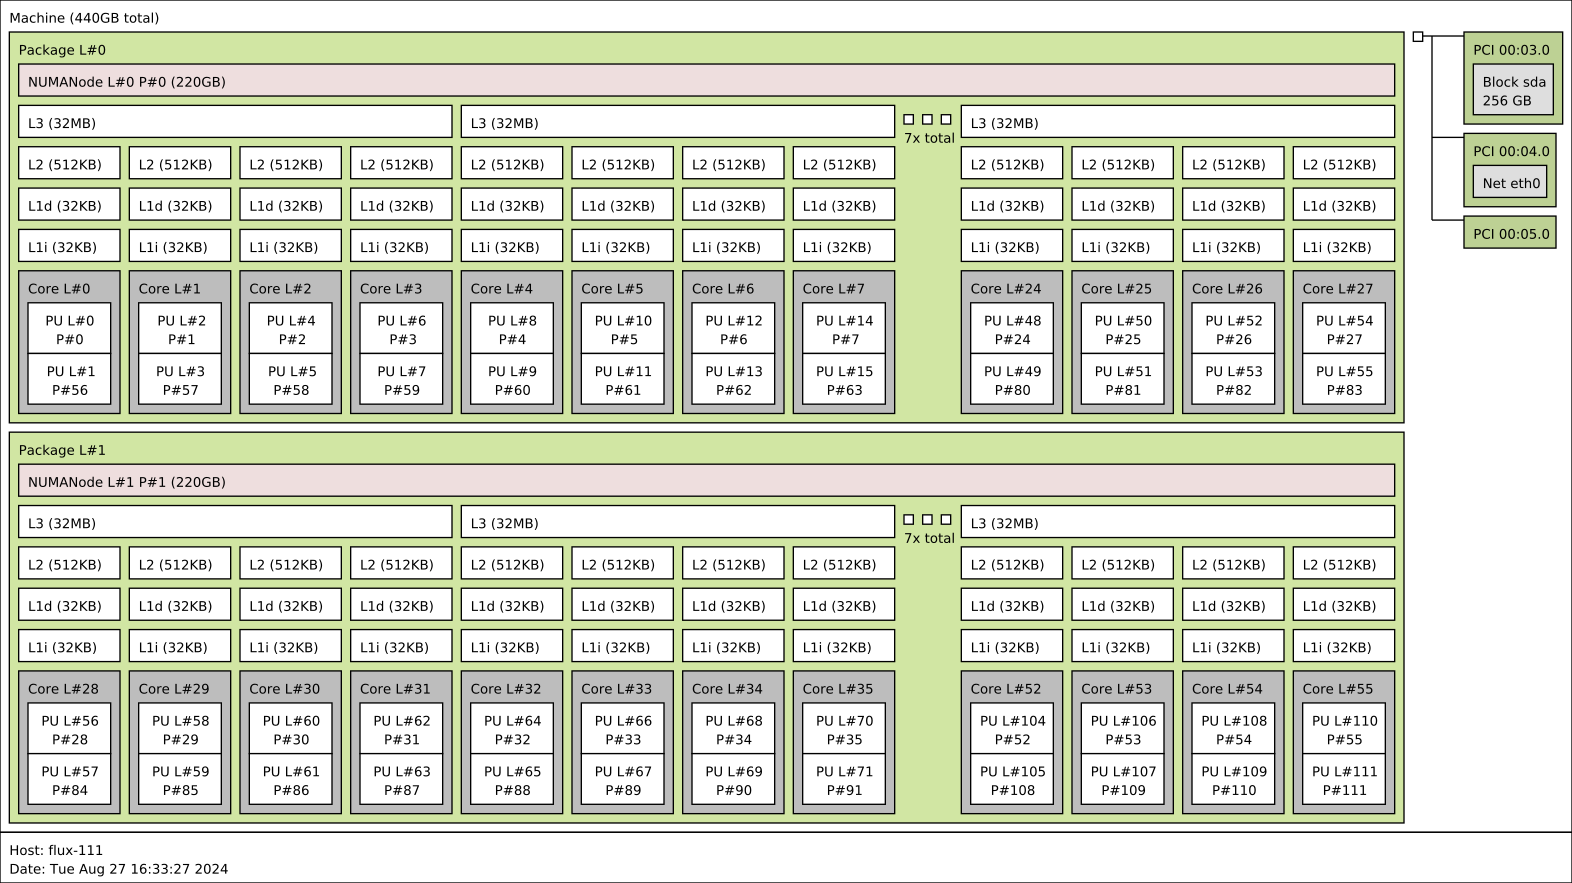 Machine (440GB total)
Package L#0
NUMANode L#0 P#0 (220GB)
L3 (32MB) L3 (32MB) 7x total L3 (32MB)
L2 (512KB) L2 (512KB) L2 (512KB) L2 (512KB) L2 (512KB) L2 (512KB) L2 (512KB) L2 (512KB) L2 (512KB) L2 (512KB) L2 (512KB) L2 (512KB)
L1d (32KB) L1d (32KB) L1d (32KB) L1d (32KB) L1d (32KB) L1d (32KB) L1d (32KB) L1d (32KB) L1d (32KB) L1d (32KB) L1d (32KB) L1d (32KB)
L1i (32KB) L1i (32KB) L1i (32KB) L1i (32KB) L1i (32KB) L1i (32KB) L1i (32KB) L1i (32KB) L1i (32KB) L1i (32KB) L1i (32KB) L1i (32KB)
Core L#0 Core L#1 Core L#2 Core L#3 Core L#4 Core L#5 Core L#6 Core L#7 Core L#24 Core L#25 Core L#26 Core L#27
PU L#0 PU L#2 PU L#4 PU L#6 PU L#8 PU L#10 PU L#12 PU L#14 PU L#48 PU L#50 PU L#52 PU L#54
P#0 P#1 P#2 P#3 P#4 P#5 P#6 P#7 P#24 P#25 P#26 P#27
PU L#1 PU L#3 PU L#5 PU L#7 PU L#9 PU L#11 PU L#13 PU L#15 PU L#49 PU L#51 PU L#53 PU L#55
P#56 P#57 P#58 P#59 P#60 P#61 P#62 P#63 P#80 P#81 P#82 P#83
Package L#1
NUMANode L#1 P#1 (220GB)
L3 (32MB) L3 (32MB) 7x total L3 (32MB)
L2 (512KB) L2 (512KB) L2 (512KB) L2 (512KB) L2 (512KB) L2 (512KB) L2 (512KB) L2 (512KB) L2 (512KB) L2 (512KB) L2 (512KB) L2 (512KB)
L1d (32KB) L1d (32KB) L1d (32KB) L1d (32KB) L1d (32KB) L1d (32KB) L1d (32KB) L1d (32KB) L1d (32KB) L1d (32KB) L1d (32KB) L1d (32KB)
L1i (32KB) L1i (32KB) L1i (32KB) L1i (32KB) L1i (32KB) L1i (32KB) L1i (32KB) L1i (32KB) L1i (32KB) L1i (32KB) L1i (32KB) L1i (32KB)
Core L#28 Core L#29 Core L#30 Core L#31 Core L#32 Core L#33 Core L#34 Core L#35 Core L#52 Core L#53 Core L#54 Core L#55
PU L#56 PU L#58 PU L#60 PU L#62 PU L#64 PU L#66 PU L#68 PU L#70 PU L#104 PU L#106 PU L#108 PU L#110
P#28 P#29 P#30 P#31 P#32 P#33 P#34 P#35 P#52 P#53 P#54 P#55
PU L#57 PU L#59 PU L#61 PU L#63 PU L#65 PU L#67 PU L#69 PU L#71 PU L#105 PU L#107 PU L#109 PU L#111
P#84 P#85 P#86 P#87 P#88 P#89 P#90 P#91 P#108 P#109 P#110 P#111
PCI 00:03.0
Block sda
256 GB
PCI 00:04.0
Net eth0
PCI 00:05.0
Host: flux-111
Date: Tue Aug 27 16:33:27 2024